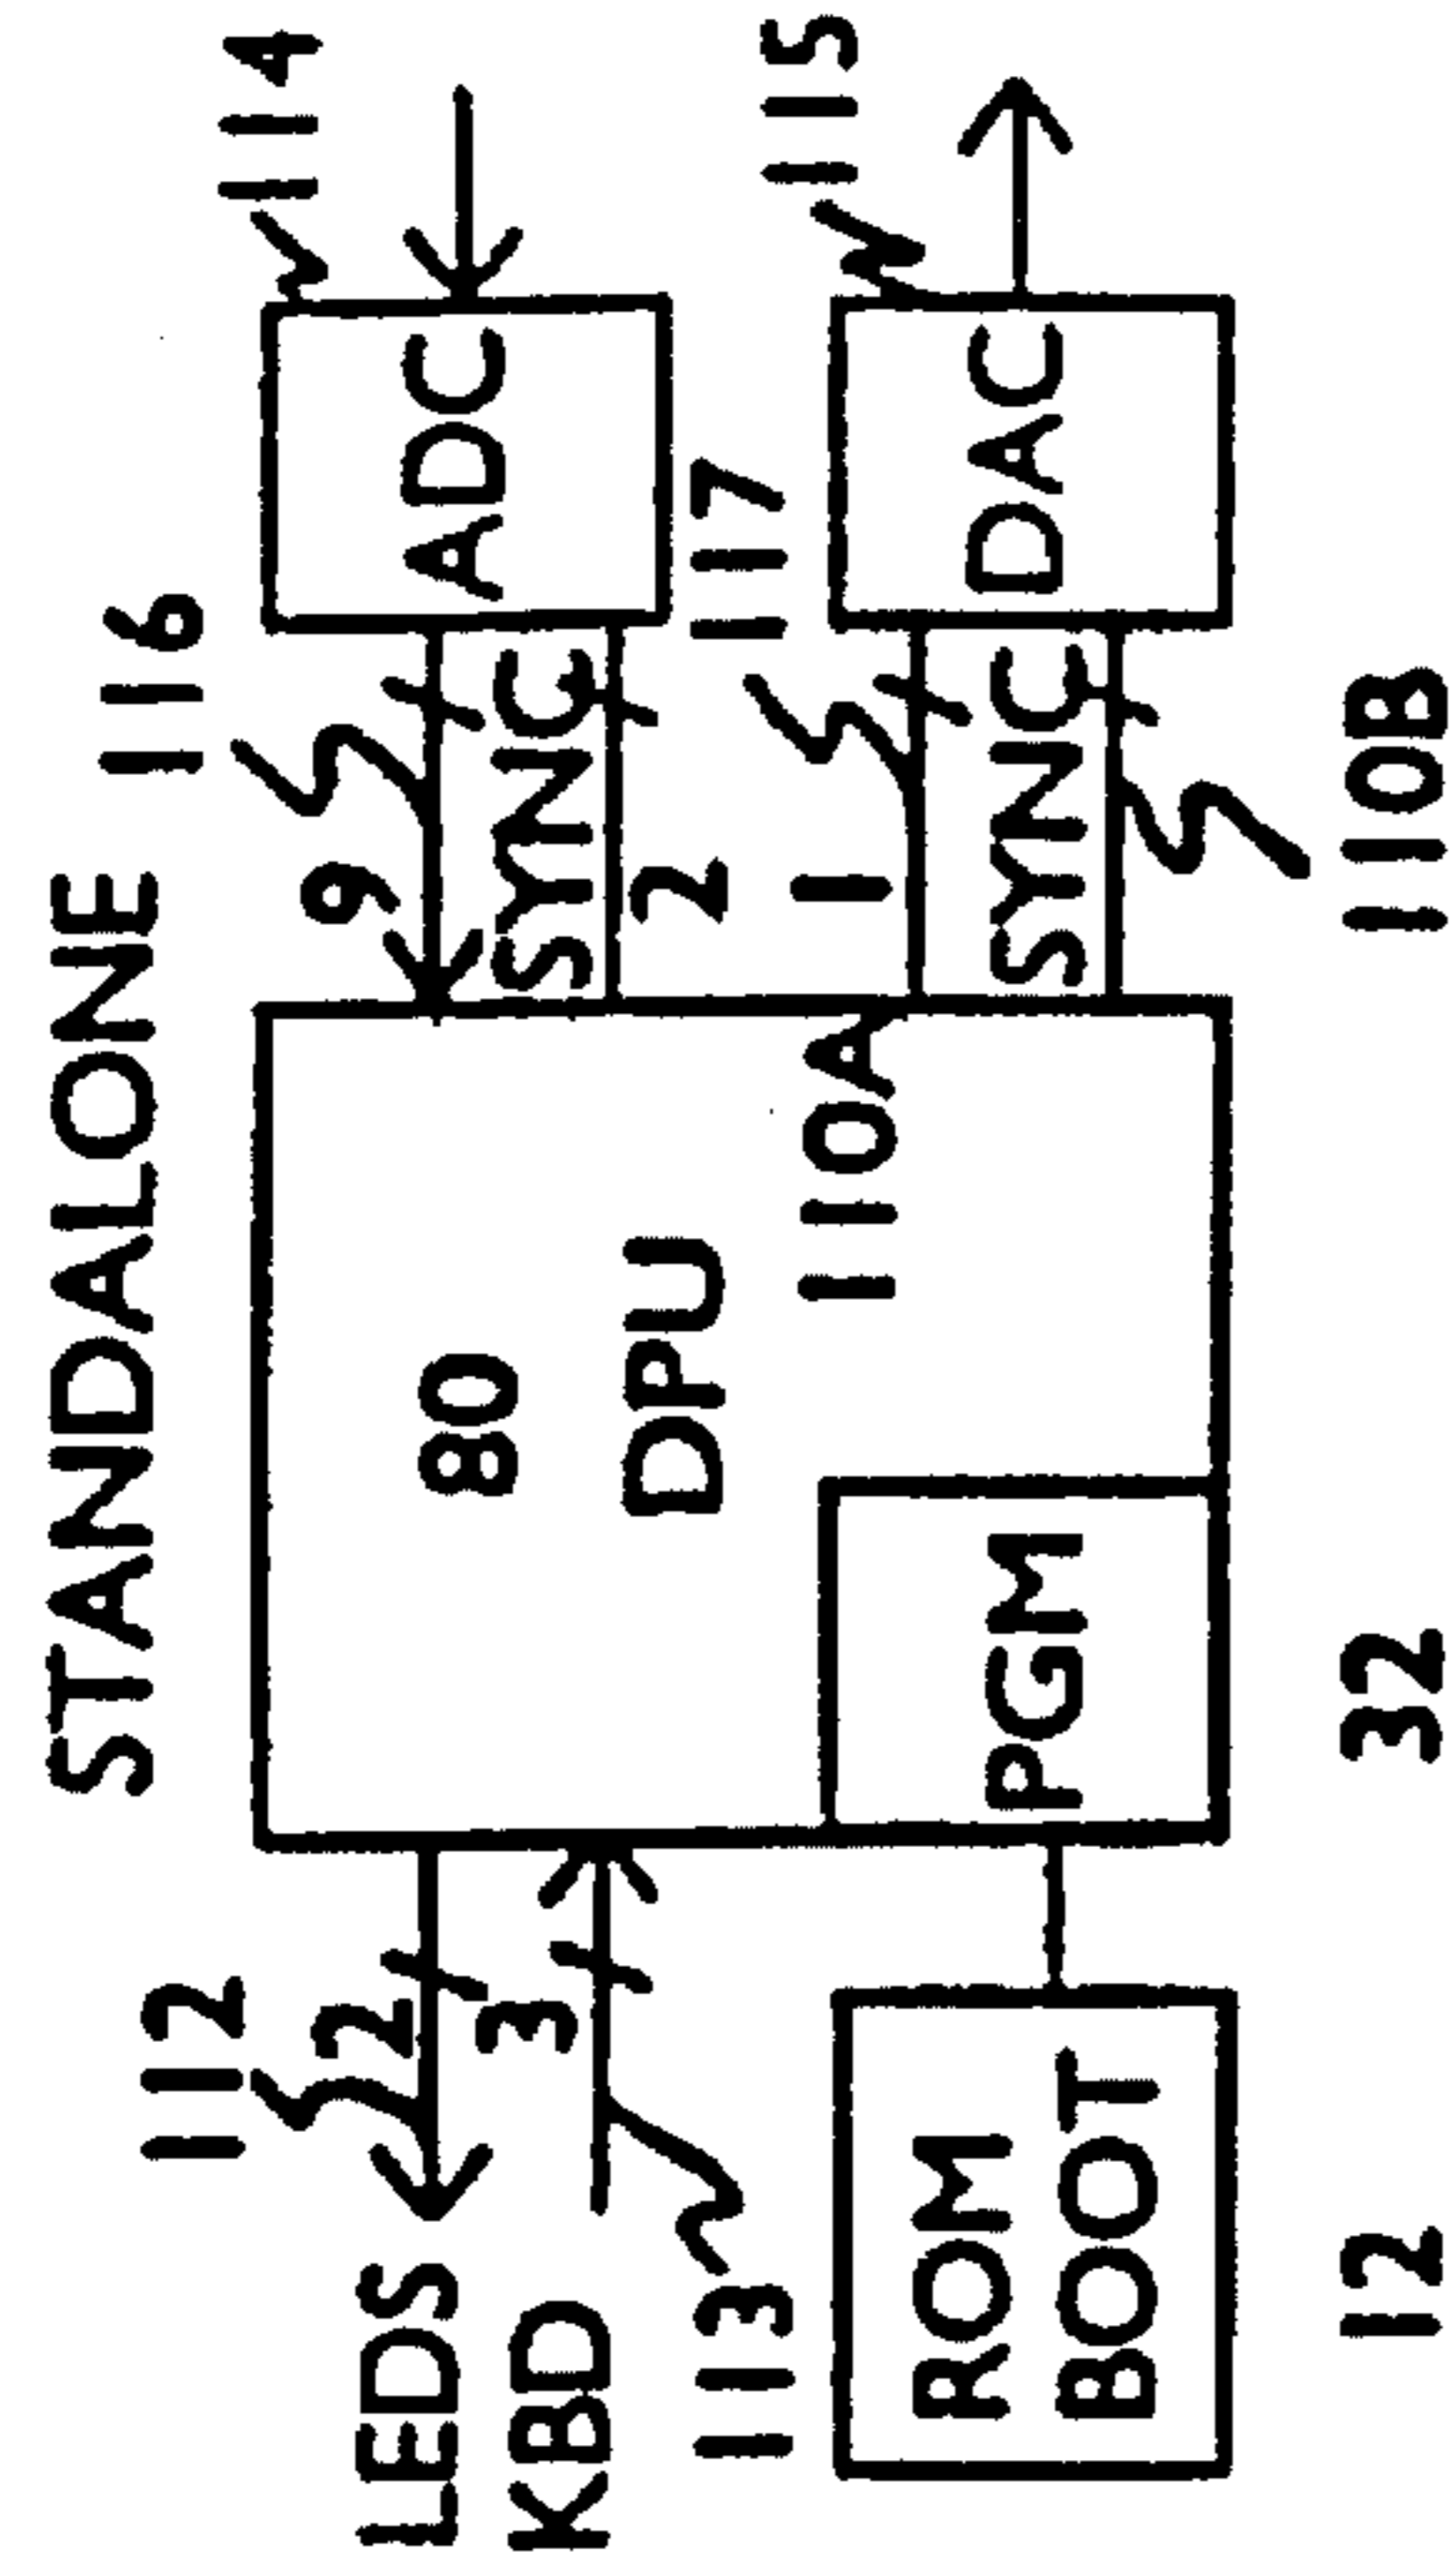 STANDALONE
112
116
114
LEDS
2
9
ADC
KBD
3
80
SYNC
113
DPU
2
117
110A
1
115
ROM
BOOT
PGM
SYNC
DAC
12
32
110B